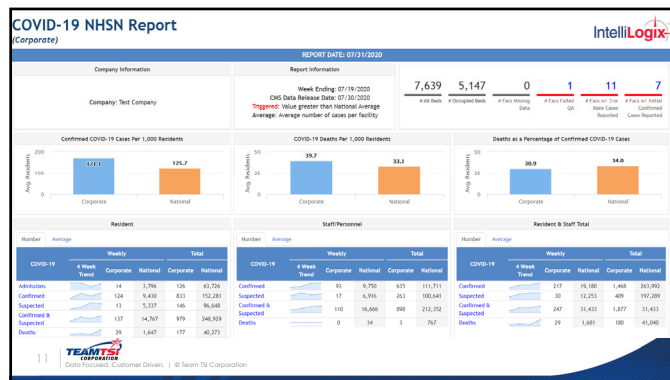 COVID-19 NHSN Report
(Corporate)
IntelliLogix
REPORT DATE: 07/31/2020
Company Information
Company: Test Company
Report Information
Week Ending: 07/19/2020
CMS Data Release Date: 07/30/2020
Triggered: Value greater than National Average
Average: Average number of cases per facility
7,639 5,147 0 1 11 7
# All Beds # Occupied Beds # Facs Missing Data # Facs Failed QA # Facs w/ 3 or More Cases Reported # Facs w/ Initial Confirmed Cases Reported
Confirmed COVID-19 Cases Per 1,000 Residents
Avg. Residents
200
100
0
125.7
Corporate National
COVID-19 Deaths Per 1,000 Residents
Avg. Residents
50
0
39.7 33.1
Corporate National
Deaths as a Percentage of Confirmed COVID-19 Cases
Avg. Residents
50
0
30.9 34.0
Corporate National
Resident
Number Average
COVID-19 Weekly Total
4 Week Trend Corporate National Corporate National
Admissions 14 3,796 126 63,726
Confirmed 124 9,430 833 152,281
Suspected 13 5,337 146 96,648
Confirmed & Suspected 137 14,767 979 248,929
Deaths 29 1,647 177 40,273
Staff/Personnel
Number Average
COVID-19 Weekly Total
4 Week Trend Corporate National Corporate National
Confirmed 93 9,750 635 111,711
Suspected 17 6,916 263 100,641
Confirmed & Suspected 110 16,666 898 212,352
Deaths 0 34 3 767
Resident & Staff Total
Number Average
COVID-19 Weekly Total
4 Week Trend Corporate National Corporate National
Confirmed 217 19,180 1,468 263,992
Suspected 30 12,253 409 197,289
Confirmed & Suspected 247 31,433 1,877 31,433
Deaths 29 1,681 180 41,040
11
TEAMTSI
CORPORATION
Data Focused. Customer Driven. | © Team TSI Corporation